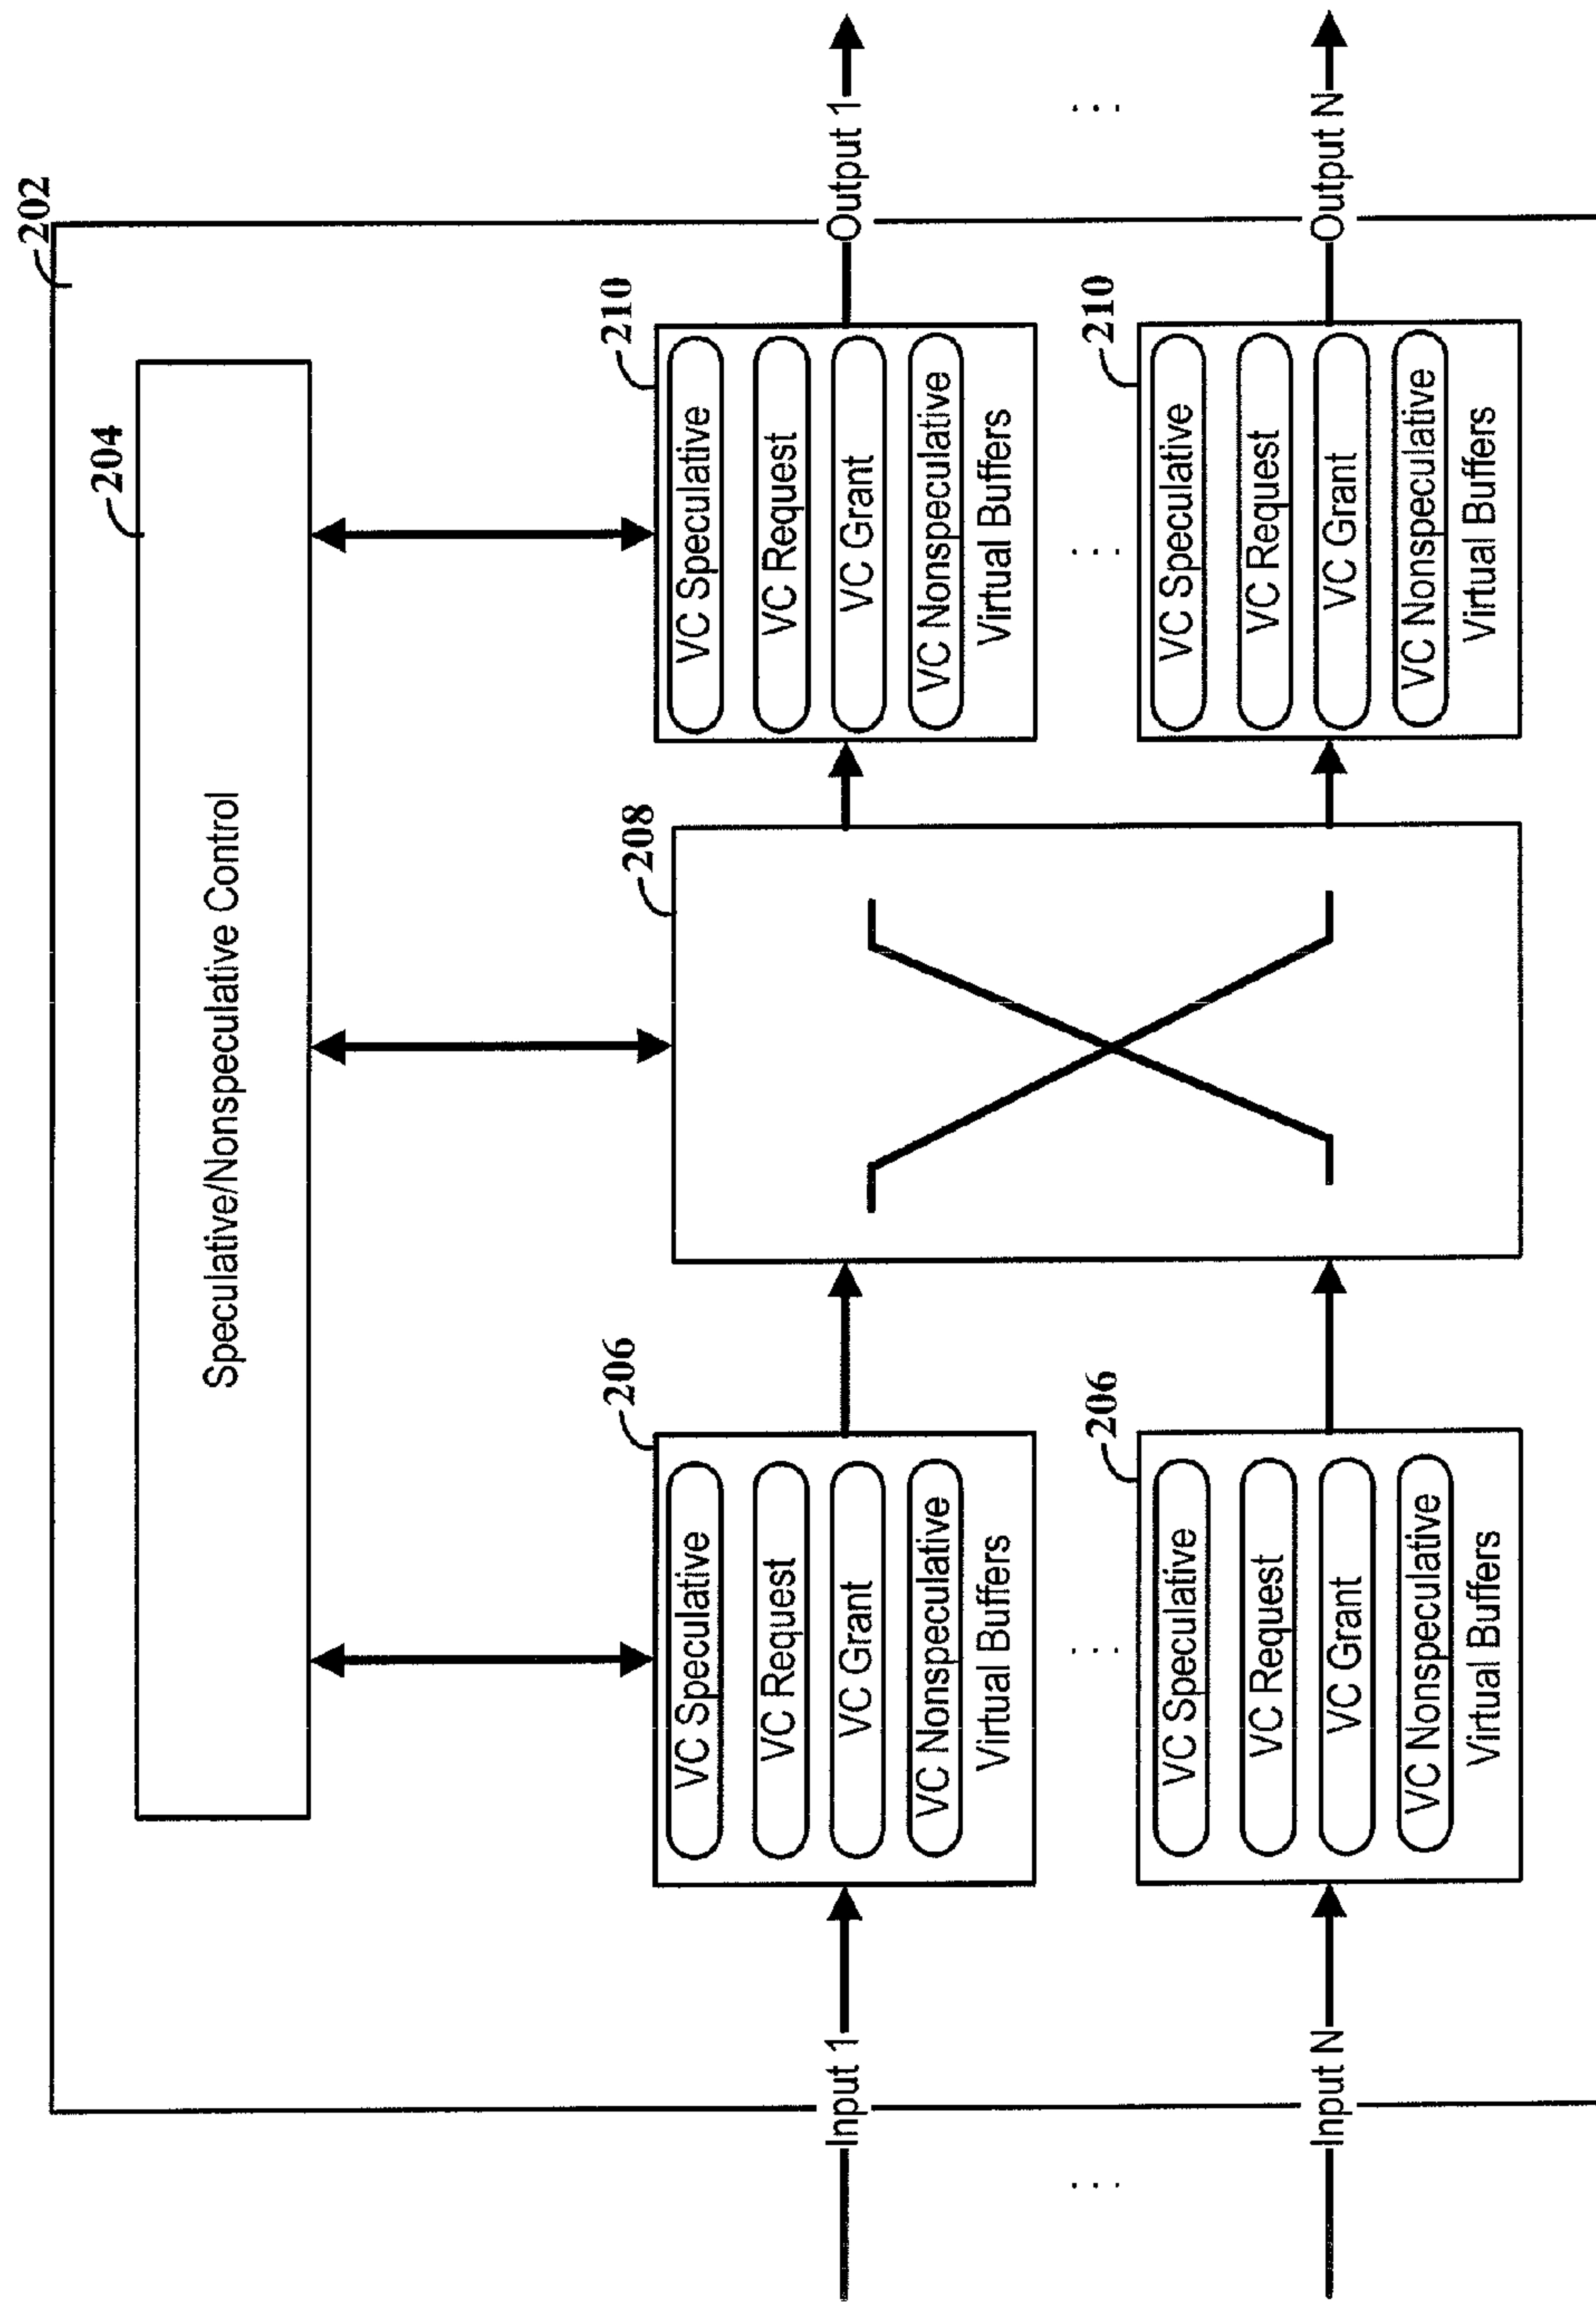 202
204
Speculative/Nonspeculative Control
206
VC Speculative
VC Request
VC Grant
VC Nonspeculative
Virtual Buffers
208
210
VC Speculative
VC Request
VC Grant
VC Nonspeculative
Virtual Buffers
Input 1
Output 1
...
...
...
...
206
VC Speculative
VC Request
VC Grant
VC Nonspeculative
Virtual Buffers
210
VC Speculative
VC Request
VC Grant
VC Nonspeculative
Virtual Buffers
Input N
Output N